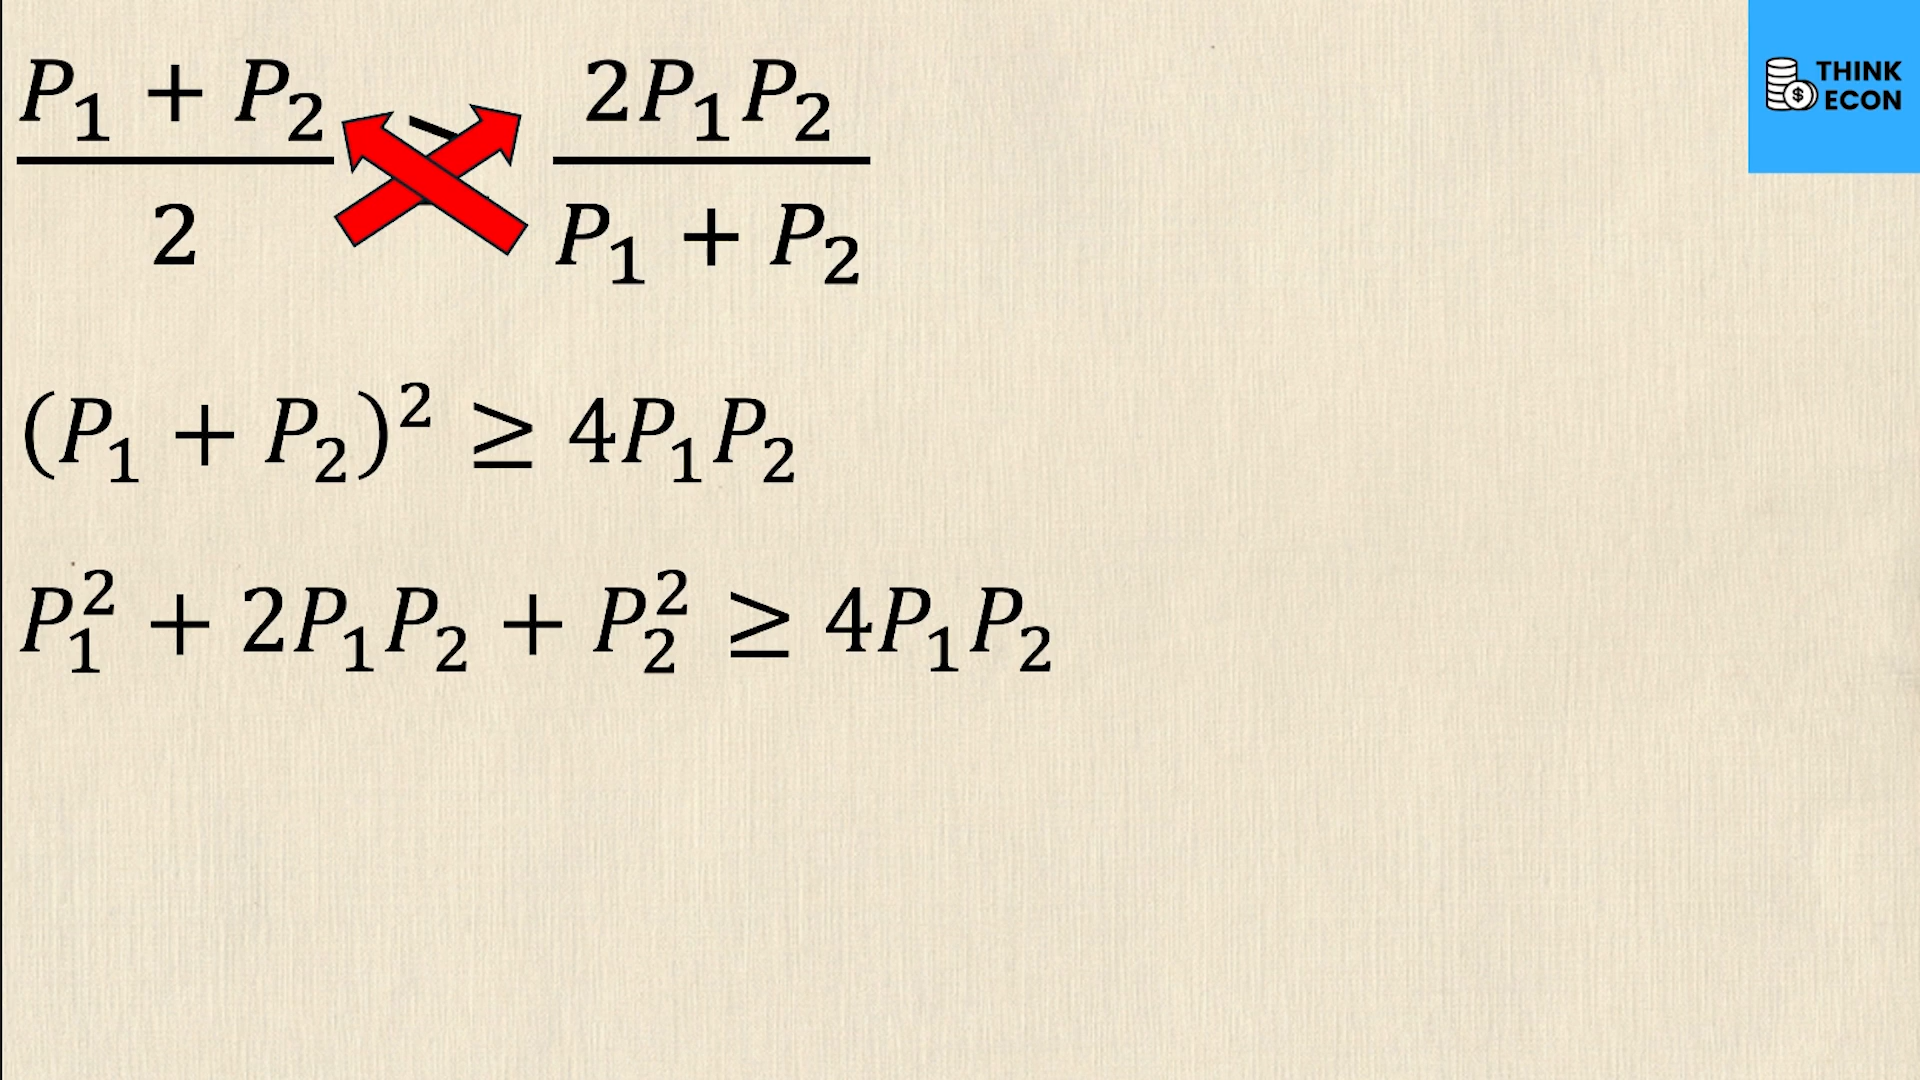 P₁ + P₂ / 2 ≥ 2P₁P₂ / P₁ + P₂
(P₁ + P₂)² ≥ 4P₁P₂
P₁² + 2P₁P₂ + P₂² ≥ 4P₁P₂
THINK
ECON
$